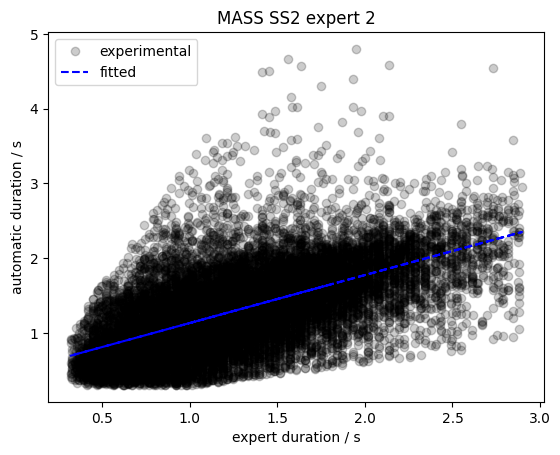 MASS SS2 expert 2
experimental
fitted
automatic duration / s
5
4
3
2
1
0.5 1.0 1.5 2.0 2.5 3.0
expert duration / s